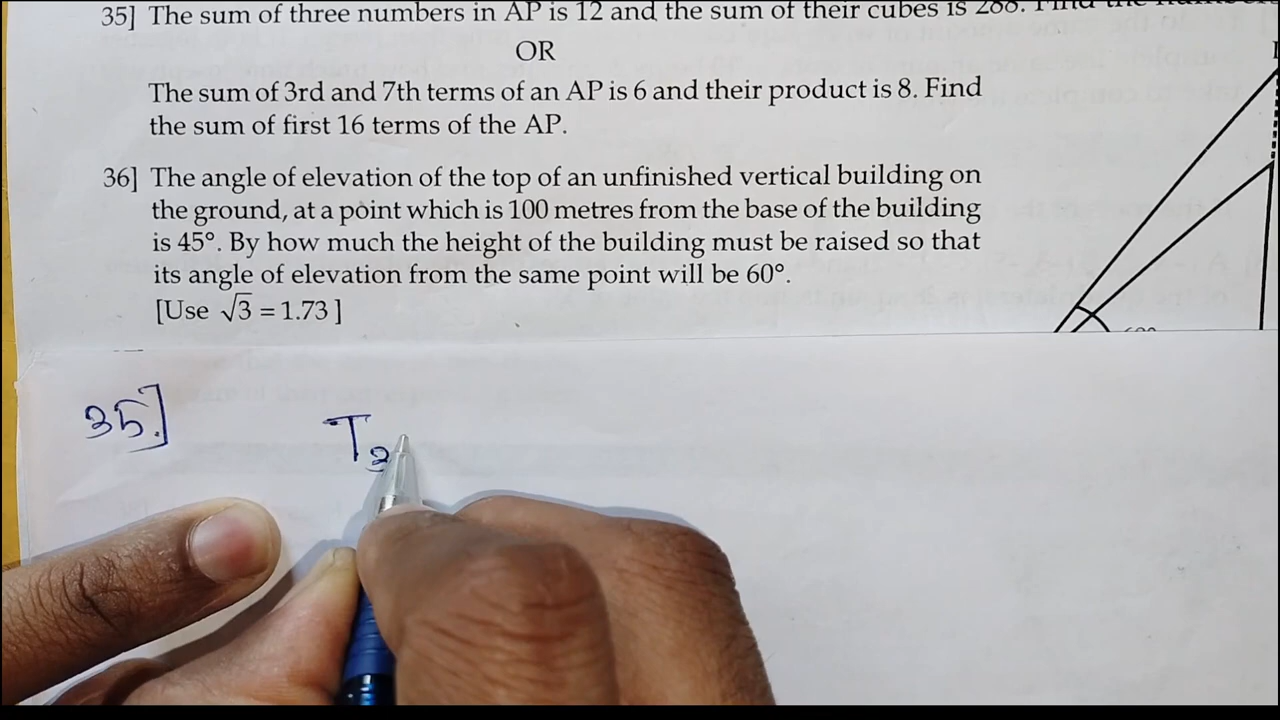 35] The sum of three numbers in AP is 12 and the sum of their cubes is 288. Find the
OR
The sum of 3rd and 7th terms of an AP is 6 and their product is 8. Find
the sum of first 16 terms of the AP.
36] The angle of elevation of the top of an unfinished vertical building on
the ground, at a point which is 100 metres from the base of the building
is 45°. By how much the height of the building must be raised so that
its angle of elevation from the same point will be 60°.
[Use √3 = 1.73 ]
35.] T3